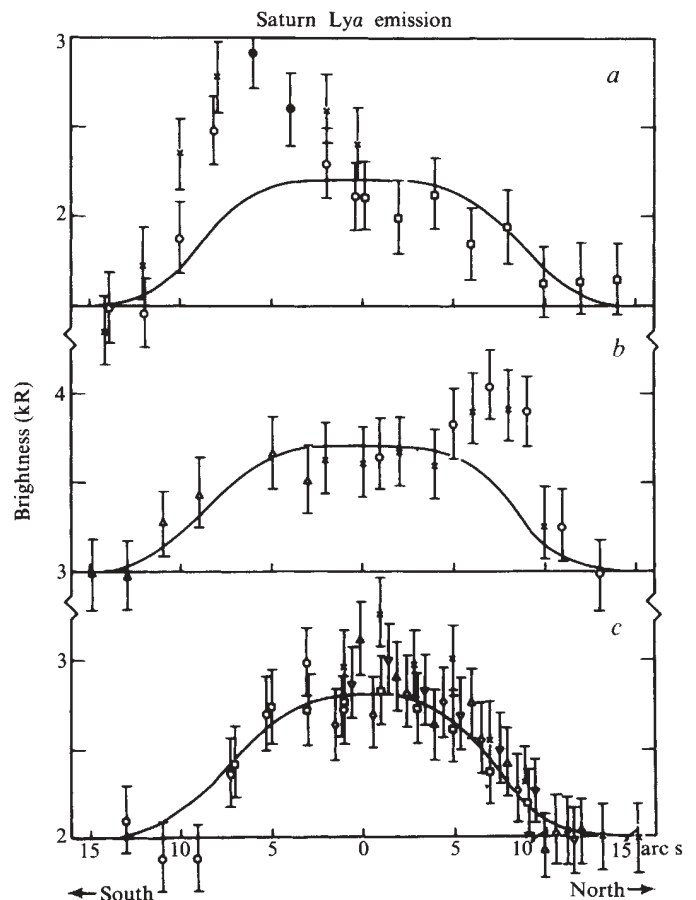 Saturn Lyα emission
a
3
2
b
4
3
c
3
2
Brightness (kR)
15 10 5 0 5 10 15 arc s
← South North →